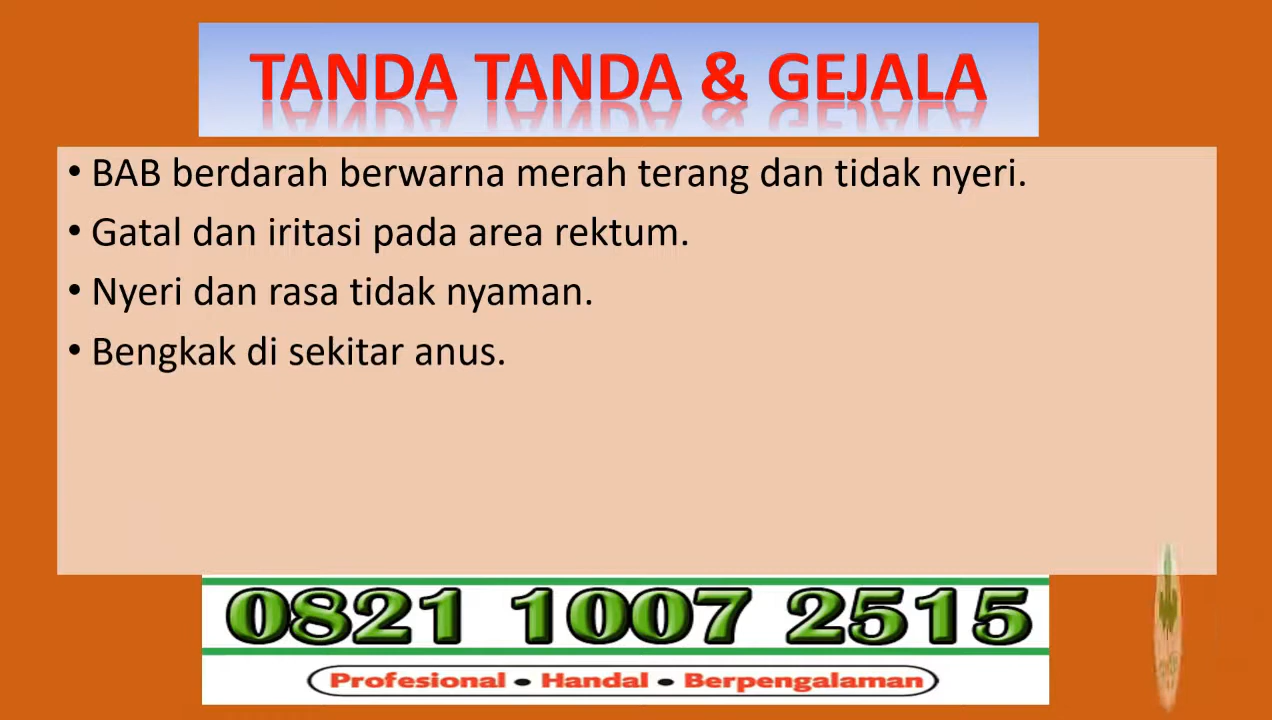 TANDA TANDA & GEJALA
• BAB berdarah berwarna merah terang dan tidak nyeri.
• Gatal dan iritasi pada area rektum.
• Nyeri dan rasa tidak nyaman.
• Bengkak di sekitar anus.
0821 1007 2515
Profesional • Handal • Berpengalaman